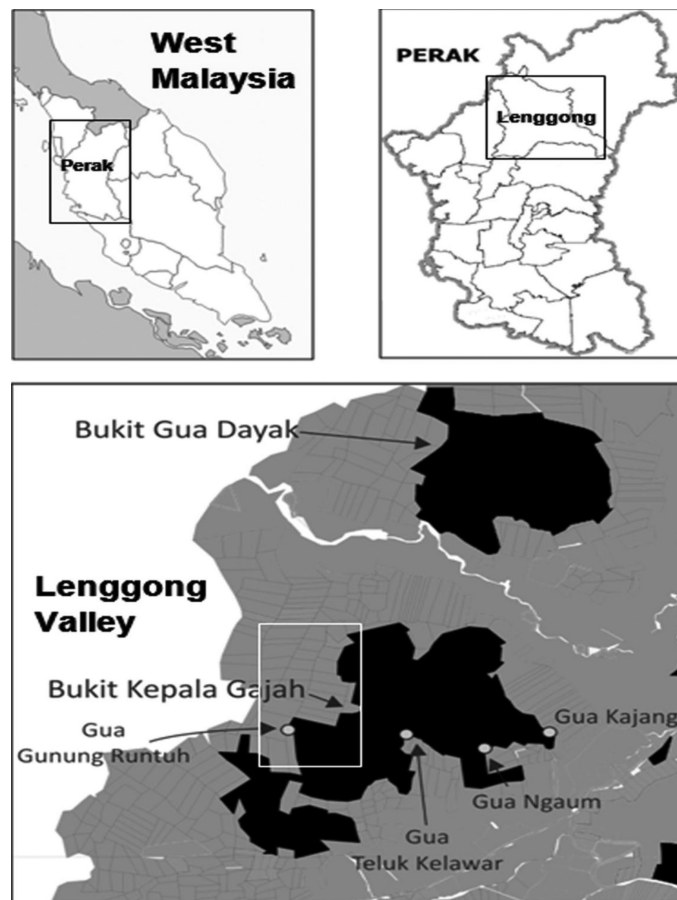 West
Malaysia
Perak
PERAK
Lenggong
Bukit Gua Dayak
Lenggong
Valley
Bukit Kepala Gajah
Gua
Gunung Runtuh
Gua Kajang
Gua Ngaum
Gua
Teluk Kelawar